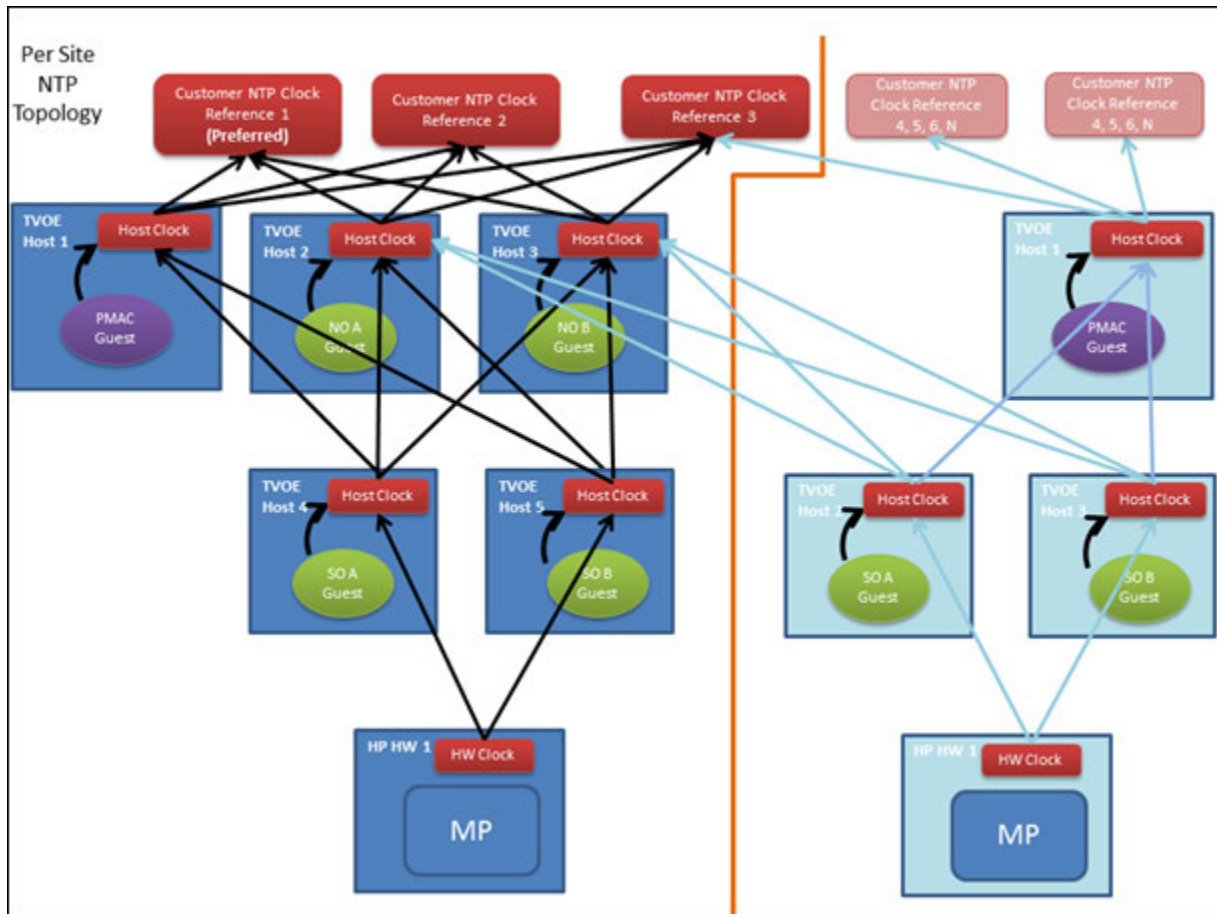 Per Site
NTP
Topology
Customer NTP Clock
Reference 1
(Preferred)
Customer NTP Clock
Reference 2
Customer NTP Clock
Reference 3
Customer NTP
Clock Reference
4, 5, 6, N
Customer NTP
Clock Reference
4, 5, 6, N
TVOE
Host 1
Host Clock
PMAC
Guest
TVOE
Host 2
Host Clock
NO A
Guest
TVOE
Host 3
Host Clock
NO B
Guest
TVOE
Host 1
Host Clock
PMAC
Guest
TVOE
Host 4
Host Clock
SO A
Guest
TVOE
Host 5
Host Clock
SO B
Guest
TVOE
Host 2
Host Clock
SO A
Guest
TVOE
Host 3
Host Clock
SO B
Guest
HP HW 1
HW Clock
MP
HP HW 1
HW Clock
MP